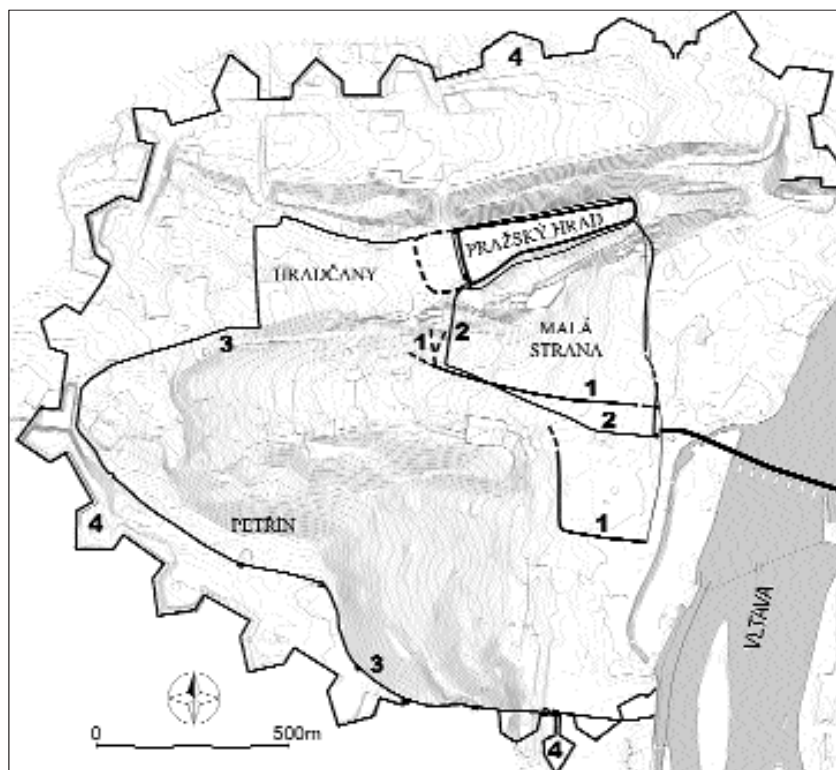 4
PRAŽSKÝ HRAD
HRADČANY
3
1
2
MALÁ
STRANA
1
2
4
PETŘÍN
1
VLTAVA
3
0
500m
4